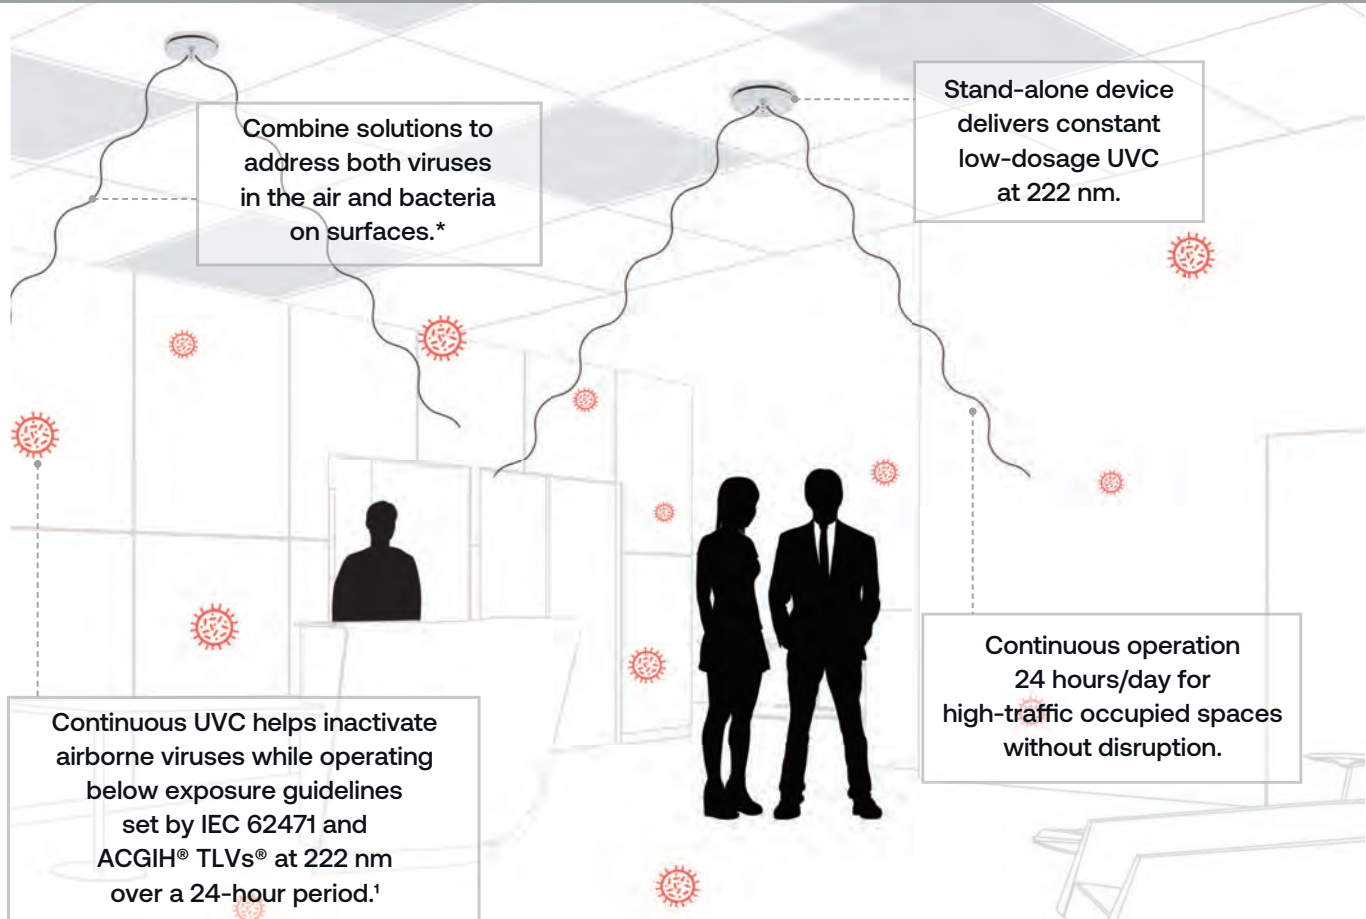 Combine solutions to
address both viruses
in the air and bacteria
on surfaces.*
Stand-alone device
delivers constant
low-dosage UVC
at 222 nm.
Continuous operation
24 hours/day for
high-traffic occupied spaces
without disruption.
Continuous UVC helps inactivate
airborne viruses while operating
below exposure guidelines
set by IEC 62471 and
ACGIH® TLVs® at 222 nm
over a 24-hour period.¹